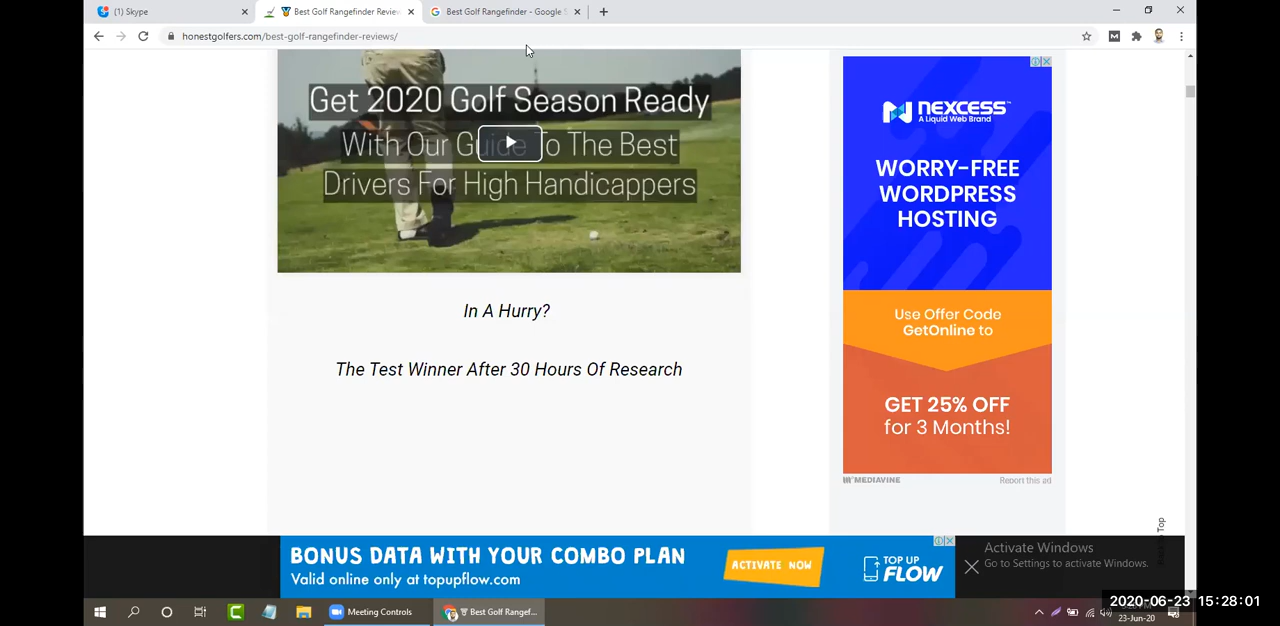 (1) Skype
Best Golf Rangefinder Review
Best Golf Rangefinder - Google S
honestgolfers.com/best-golf-rangefinder-reviews/
Get 2020 Golf Season Ready
With Our Guide To The Best
Drivers For High Handicappers
In A Hurry?
The Test Winner After 30 Hours Of Research
NEXCESS
A Liquid Web Brand
WORRY-FREE
WORDPRESS
HOSTING
Use Offer Code
GetOnline to
GET 25% OFF
for 3 Months!
MEDIAVINE
Report this ad
Top
BONUS DATA WITH YOUR COMBO PLAN
Valid online only at topupflow.com
ACTIVATE NOW
TOP UP
FLOW
Activate Windows
Go to Settings to activate Windows.
Meeting Controls
Best Golf Rangef...
2020-06-23 15:28:01
23-Jun-20